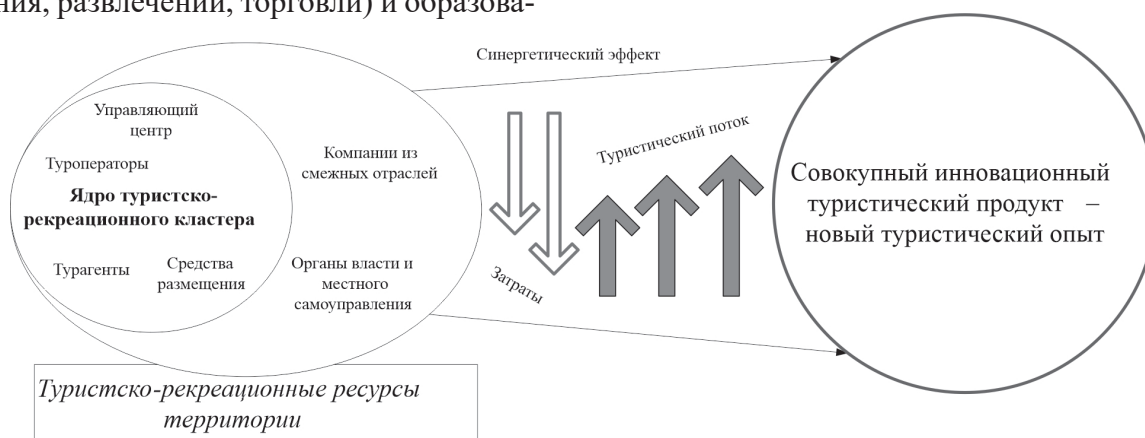 ния, развлечений, торговли) и образова-
Синергетический эффект
Управляющий
центр
Туроператоры
Ядро туристско-
рекреационного кластера
Турагенты
Средства
размещения
Компании из
смежных отраслей
Органы власти и
местного
самоуправления
Туристический поток
Затраты
Совокупный инновационный
туристический продукт –
новый туристический опыт
Туристско-рекреационные ресурсы
территории